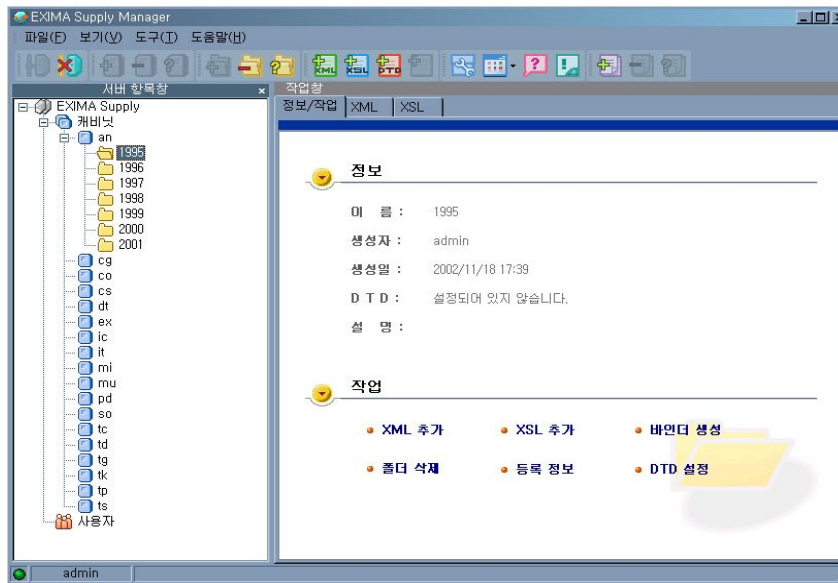 EXIMA Supply Manager
파일(F) 보기(V) 도구(T) 도움말(H)
XML XSL DTD
서버 항목창
작업창
정보/작업 XML XSL
EXIMA Supply
캐비닛
an
1995
1996
1997
1998
1999
2000
2001
cg
co
cs
dt
ex
ic
it
mi
mu
pd
so
tc
td
tg
tk
tp
ts
사용자
정보
이 름 : 1995
생성자 : admin
생성일 : 2002/11/18 17:39
D T D : 설정되어 있지 않습니다.
설 명 :
작업
XML 추가 XSL 추가 바인더 생성
폴더 삭제 등록 정보 DTD 설정
admin